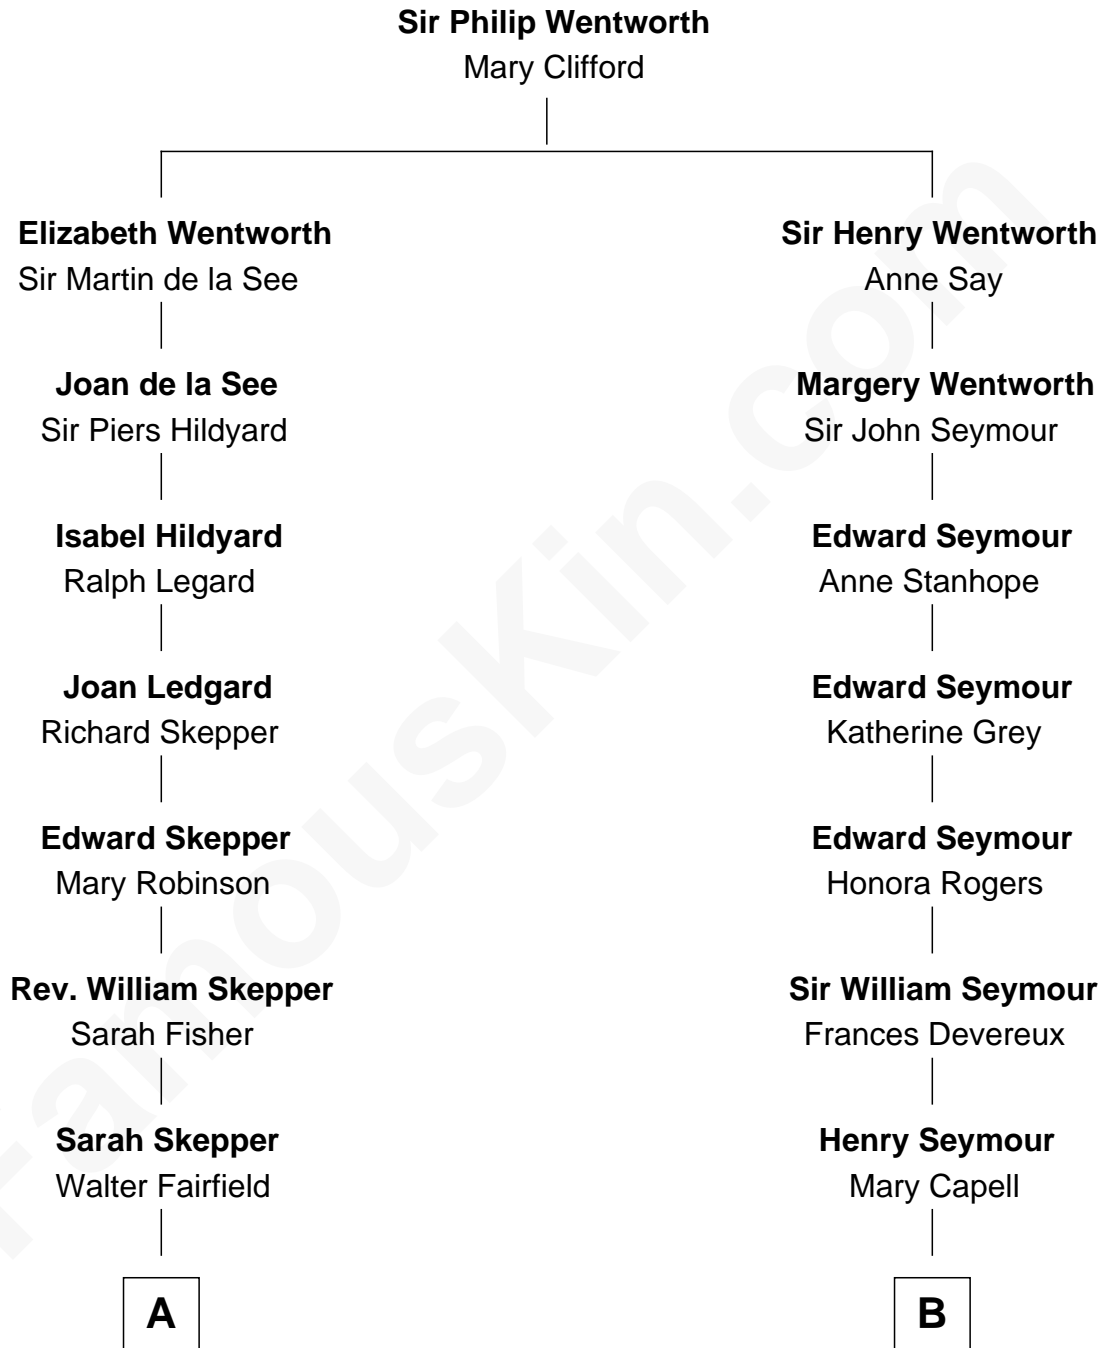 Sir Philip Wentworth
Mary Clifford
Elizabeth Wentworth
Sir Martin de la See
Joan de la See
Sir Piers Hildyard
Isabel Hildyard
Ralph Legard
Joan Ledgard
Richard Skepper
Edward Skepper
Mary Robinson
Rev. William Skepper
Sarah Fisher
Sarah Skepper
Walter Fairfield
A
Sir Henry Wentworth
Anne Say
Margery Wentworth
Sir John Seymour
Edward Seymour
Anne Stanhope
Edward Seymour
Katherine Grey
Edward Seymour
Honora Rogers
Sir William Seymour
Frances Devereux
Henry Seymour
Mary Capell
B
FamousKin.com